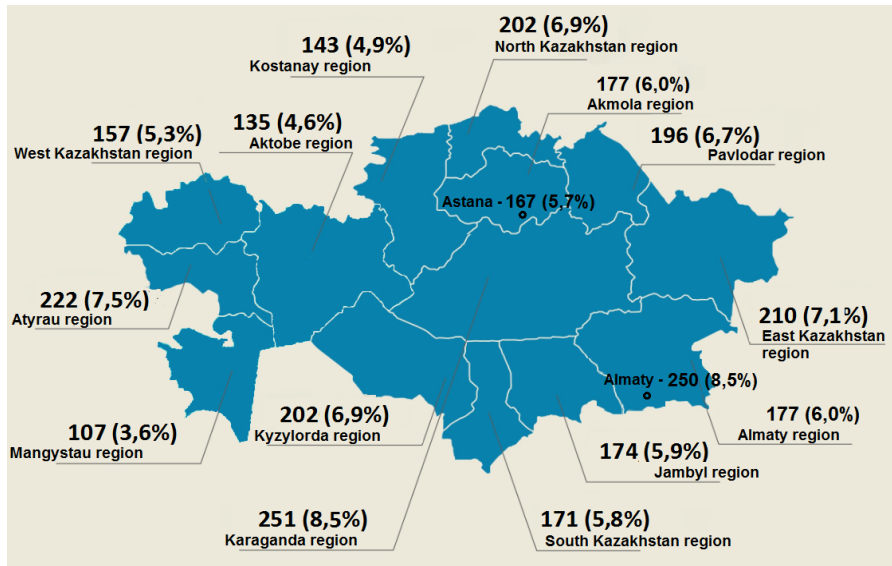 202 (6,9%)
North Kazakhstan region
143 (4,9%)
Kostanay region
177 (6,0%)
Akmola region
135 (4,6%)
Aktobe region
157 (5,3%)
West Kazakhstan region
196 (6,7%)
Pavlodar region
Astana - 167 (5,7%)
222 (7,5%)
Atyrau region
210 (7,1%)
East Kazakhstan
region
Almaty - 250 (8,5%)
202 (6,9%)
Kyzylorda region
177 (6,0%)
Almaty region
107 (3,6%)
Mangystau region
174 (5,9%)
Jambyl region
251 (8,5%)
Karaganda region
171 (5,8%)
South Kazakhstan region